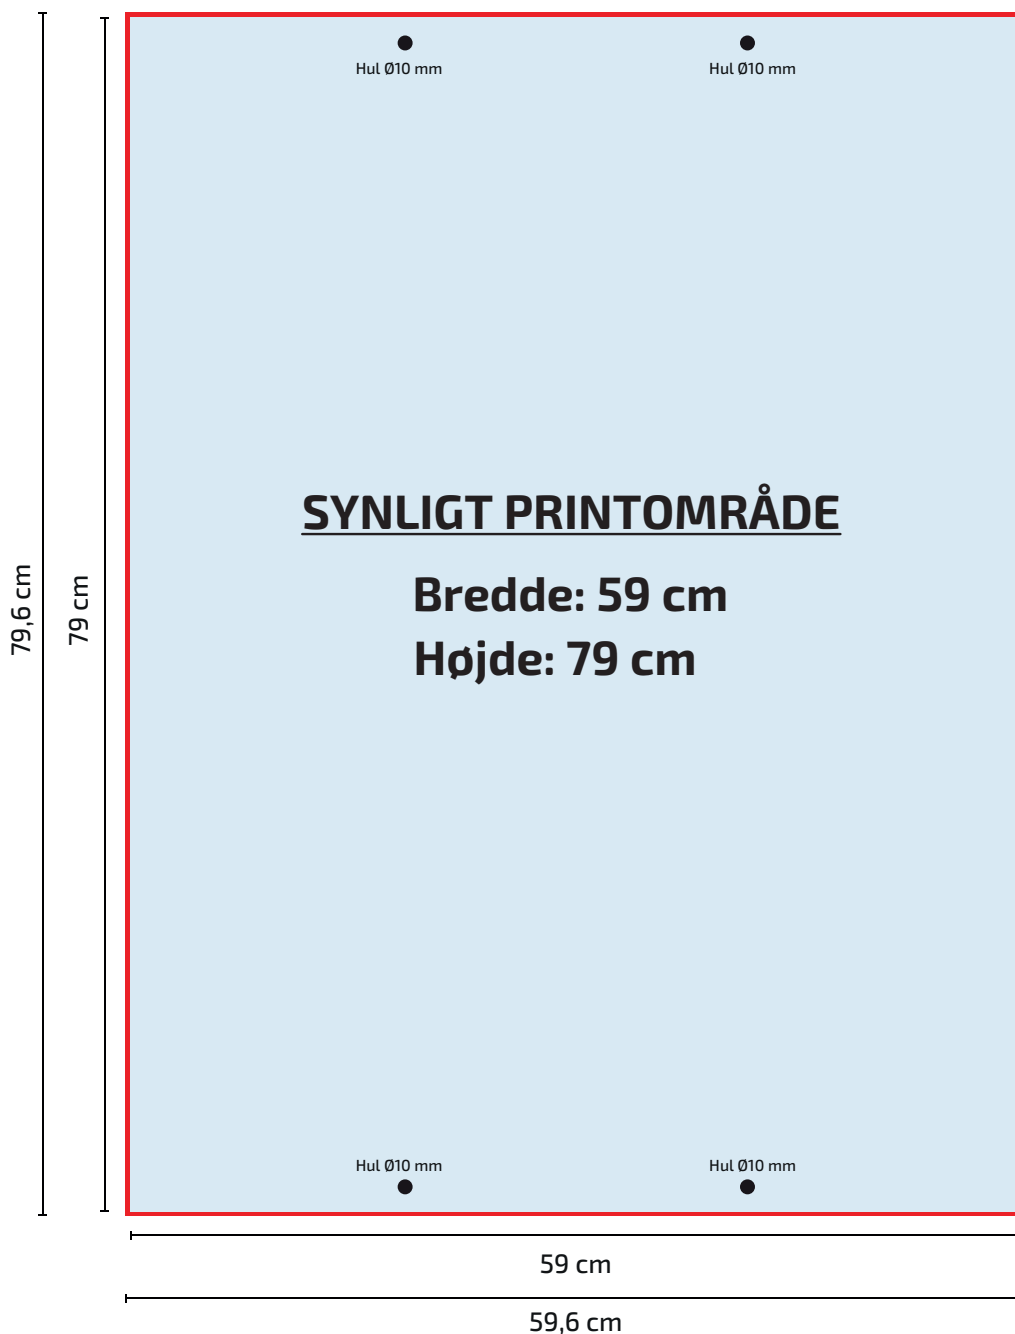 Hul Ø10 mm
Hul Ø10 mm
SYNLIGT PRINTOMRÅDE
Bredde: 59 cm
Højde: 79 cm
79,6 cm
79 cm
Hul Ø10 mm
Hul Ø10 mm
59 cm
59,6 cm